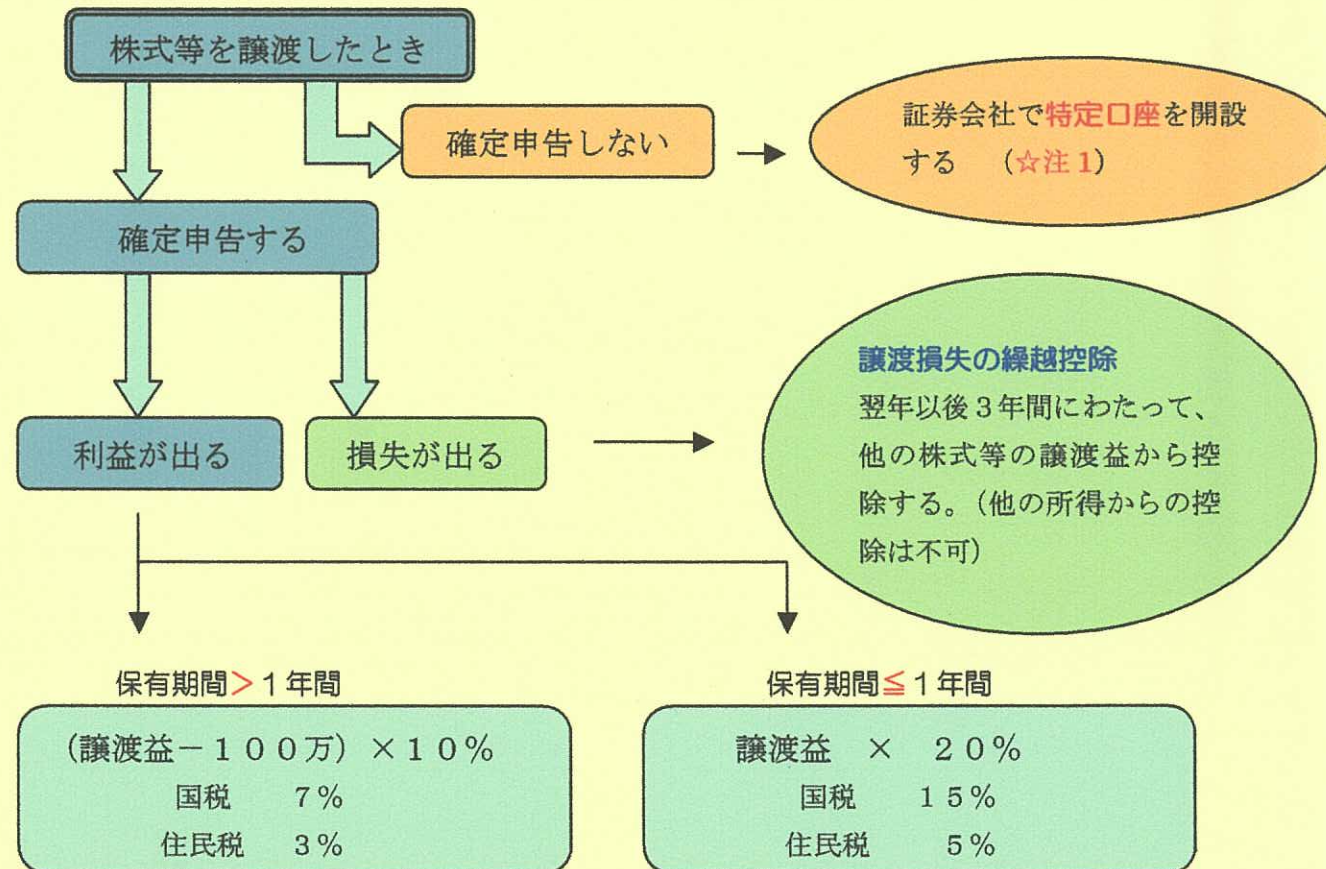 株式等を譲渡したとき
確定申告しない
証券会社で特定口座を開設
する　（☆注１）
確定申告する
利益が出る
損失が出る
譲渡損失の繰越控除
翌年以後３年間にわたって、
他の株式等の譲渡益から控
除する。（他の所得からの控
除は不可）
保有期間＞１年間
（譲渡益－１００万）×１０％
国税　７％
住民税　３％
保有期間≦１年間
譲渡益　×　２０％
国税　１５％
住民税　５％